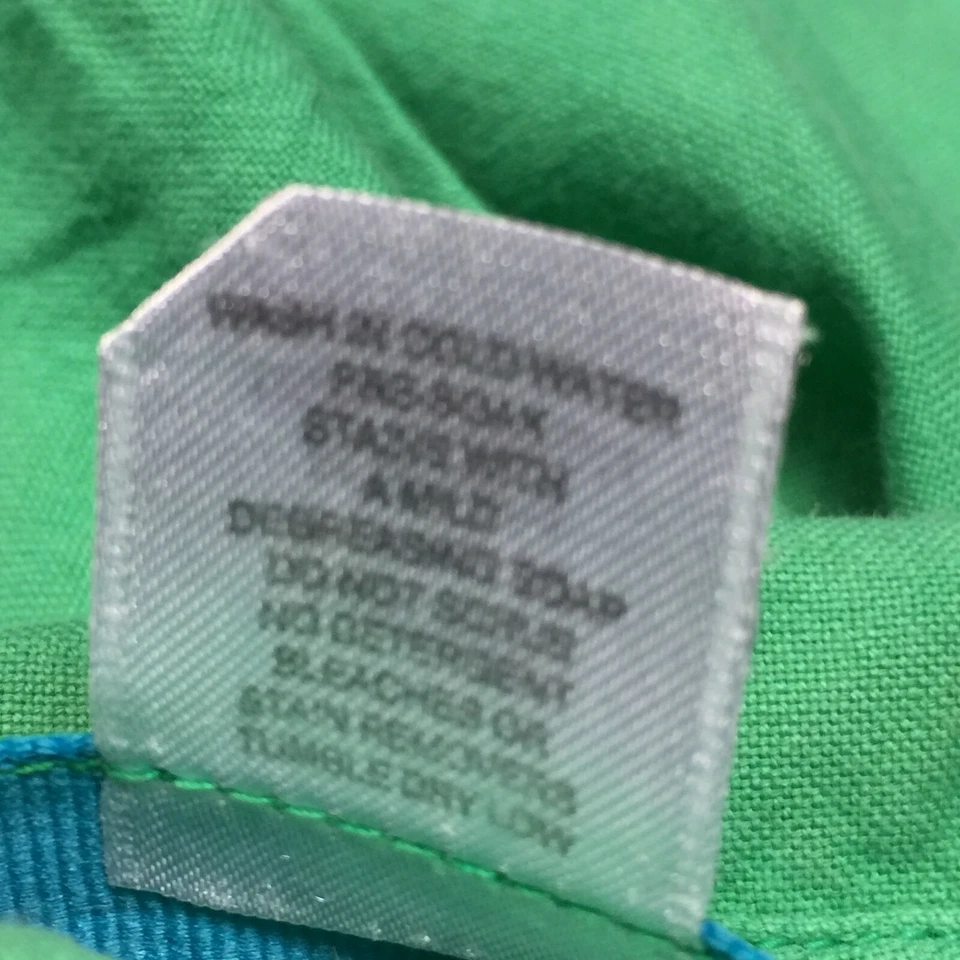 WASH IN COLD WATER
PRE-SOAK
STAINS WITH
A MILD
DEGREASING SOAP
DO NOT SCRUB
NO DETERGENT
BLEACHES OR
STAIN REMOVERS
TUMBLE DRY LOW